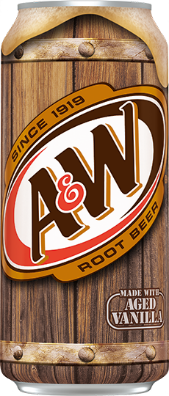 SINCE 1919
A&W
ROOT BEER
MADE WITH
AGED
VANILLA